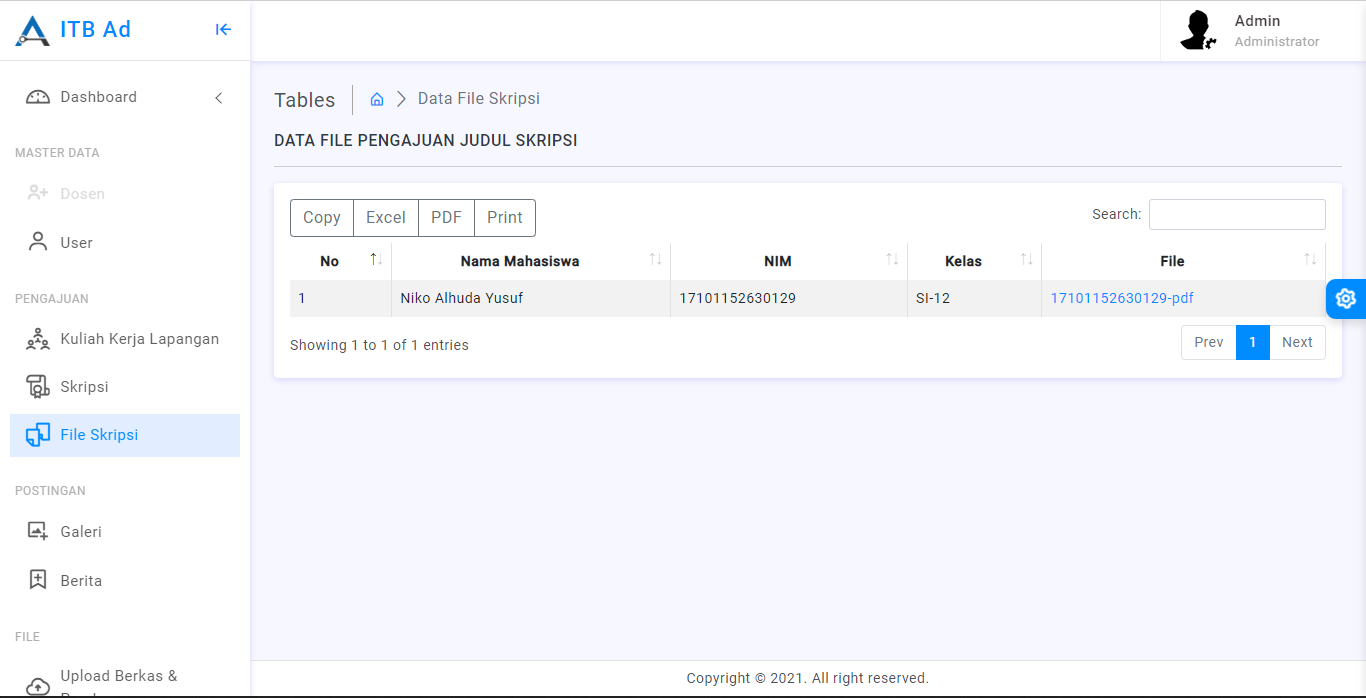 ITB Ad
Admin
Administrator
Dashboard
MASTER DATA
Dosen
User
PENGAJUAN
Kuliah Kerja Lapangan
Skripsi
File Skripsi
POSTINGAN
Galeri
Berita
FILE
Upload Berkas &
Tables
Data File Skripsi
DATA FILE PENGAJUAN JUDUL SKRIPSI
Copy Excel PDF Print
Search:
No Nama Mahasiswa NIM Kelas File
1 Niko Alhuda Yusuf 17101152630129 SI-12 17101152630129-pdf
Showing 1 to 1 of 1 entries
Prev 1 Next
Copyright © 2021. All right reserved.